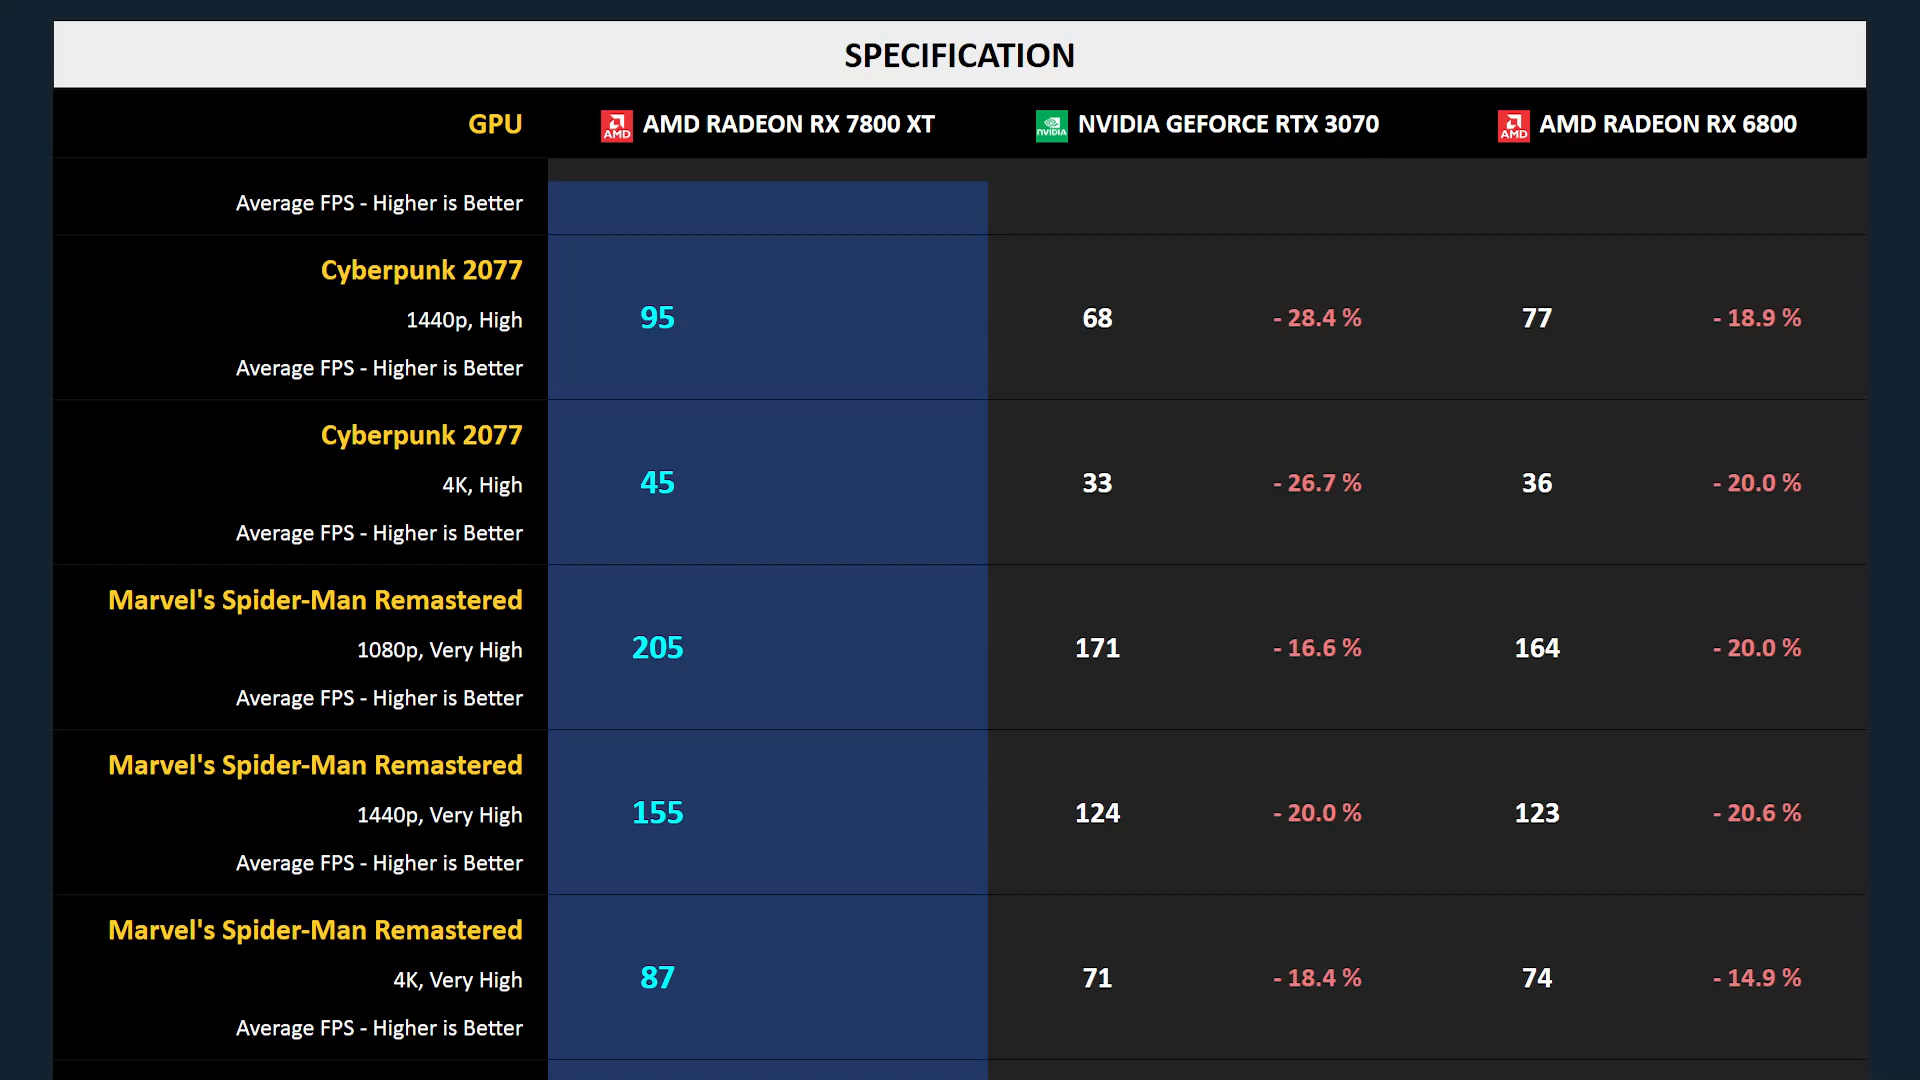 SPECIFICATION
GPU AMD AMD RADEON RX 7800 XT NVIDIA NVIDIA GEFORCE RTX 3070 AMD AMD RADEON RX 6800
Average FPS - Higher is Better
Cyberpunk 2077
1440p, High
95 68 - 28.4 % 77 - 18.9 %
Average FPS - Higher is Better
Cyberpunk 2077
4K, High
45 33 - 26.7 % 36 - 20.0 %
Average FPS - Higher is Better
Marvel's Spider-Man Remastered
1080p, Very High
205 171 - 16.6 % 164 - 20.0 %
Average FPS - Higher is Better
Marvel's Spider-Man Remastered
1440p, Very High
155 124 - 20.0 % 123 - 20.6 %
Average FPS - Higher is Better
Marvel's Spider-Man Remastered
4K, Very High
87 71 - 18.4 % 74 - 14.9 %
Average FPS - Higher is Better